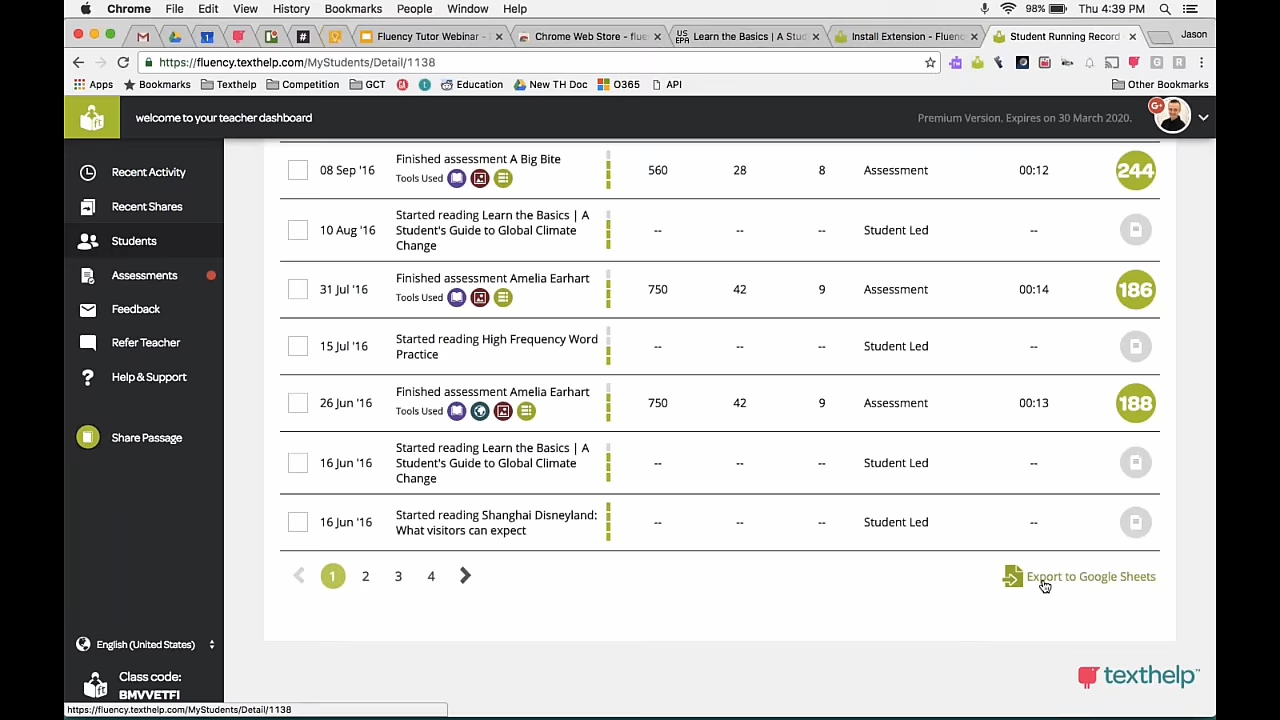 Chrome File Edit View History Bookmarks People Window Help 98% Thu 4:39 PM
Fluency Tutor Webinar - Chrome Web Store - flue Learn the Basics | A Stud Install Extension - Fluenc Student Running Record Jason
https://fluency.texthelp.com/MyStudents/Detail/1138
Apps Bookmarks Texthelp Competition GCT Education New TH Doc O365 API Other Bookmarks
welcome to your teacher dashboard Premium Version. Expires on 30 March 2020.
Recent Activity
Recent Shares
Students
Assessments
Feedback
Refer Teacher
Help & Support
Share Passage
English (United States)
Class code:
BMVVETFI
08 Sep '16 Finished assessment A Big Bite 560 28 8 Assessment 00:12 244
Tools Used
10 Aug '16 Started reading Learn the Basics | A -- -- -- Student Led --
Student's Guide to Global Climate
Change
31 Jul '16 Finished assessment Amelia Earhart 750 42 9 Assessment 00:14 186
Tools Used
15 Jul '16 Started reading High Frequency Word -- -- -- Student Led --
Practice
26 Jun '16 Finished assessment Amelia Earhart 750 42 9 Assessment 00:13 188
Tools Used
16 Jun '16 Started reading Learn the Basics | A -- -- -- Student Led --
Student's Guide to Global Climate
Change
16 Jun '16 Started reading Shanghai Disneyland: -- -- -- Student Led --
What visitors can expect
1 2 3 4 Export to Google Sheets
texthelp™
https://fluency.texthelp.com/MyStudents/Detail/1138